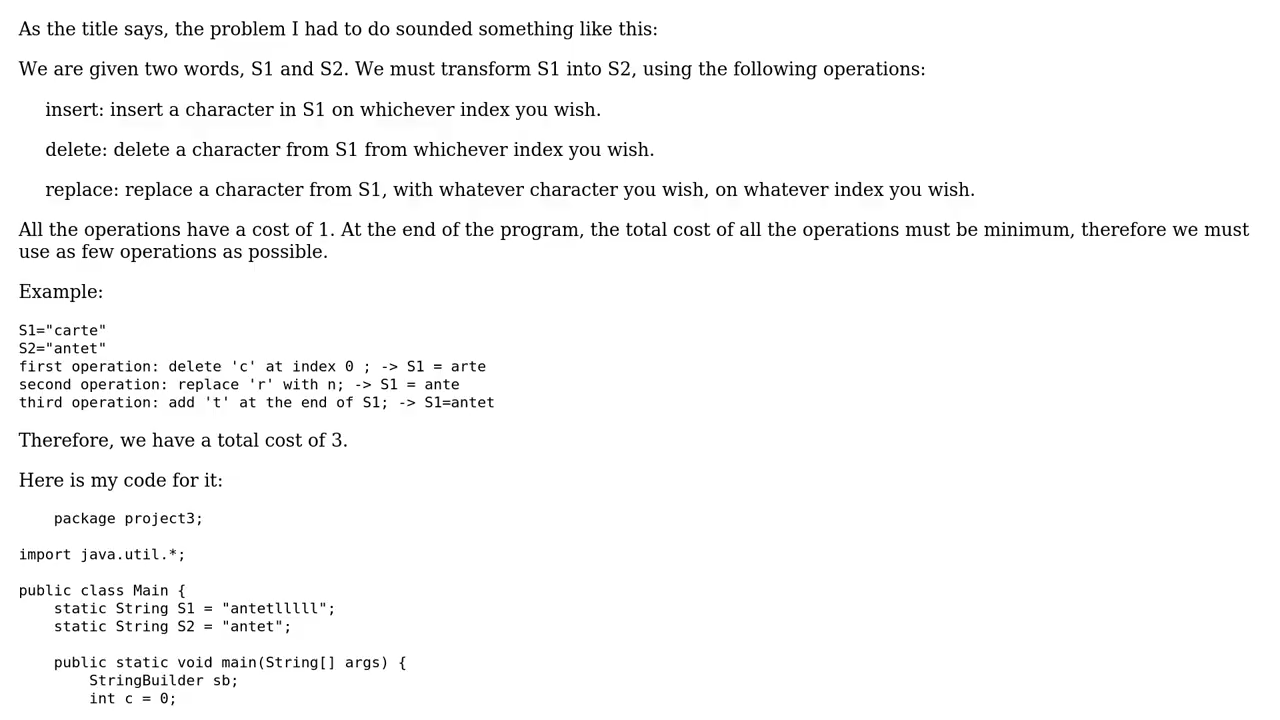 As the title says, the problem I had to do sounded something like this:
We are given two words, S1 and S2. We must transform S1 into S2, using the following operations:
insert: insert a character in S1 on whichever index you wish.
delete: delete a character from S1 from whichever index you wish.
replace: replace a character from S1, with whatever character you wish, on whatever index you wish.
All the operations have a cost of 1. At the end of the program, the total cost of all the operations must be minimum, therefore we must
use as few operations as possible.
Example:
S1="carte"
S2="antet"
first operation: delete 'c' at index 0 ; -> S1 = arte
second operation: replace 'r' with n; -> S1 = ante
third operation: add 't' at the end of S1; -> S1=antet
Therefore, we have a total cost of 3.
Here is my code for it:
package project3;
import java.util.*;
public class Main {
static String S1 = "antetlllll";
static String S2 = "antet";
public static void main(String[] args) {
StringBuilder sb;
int c = 0;